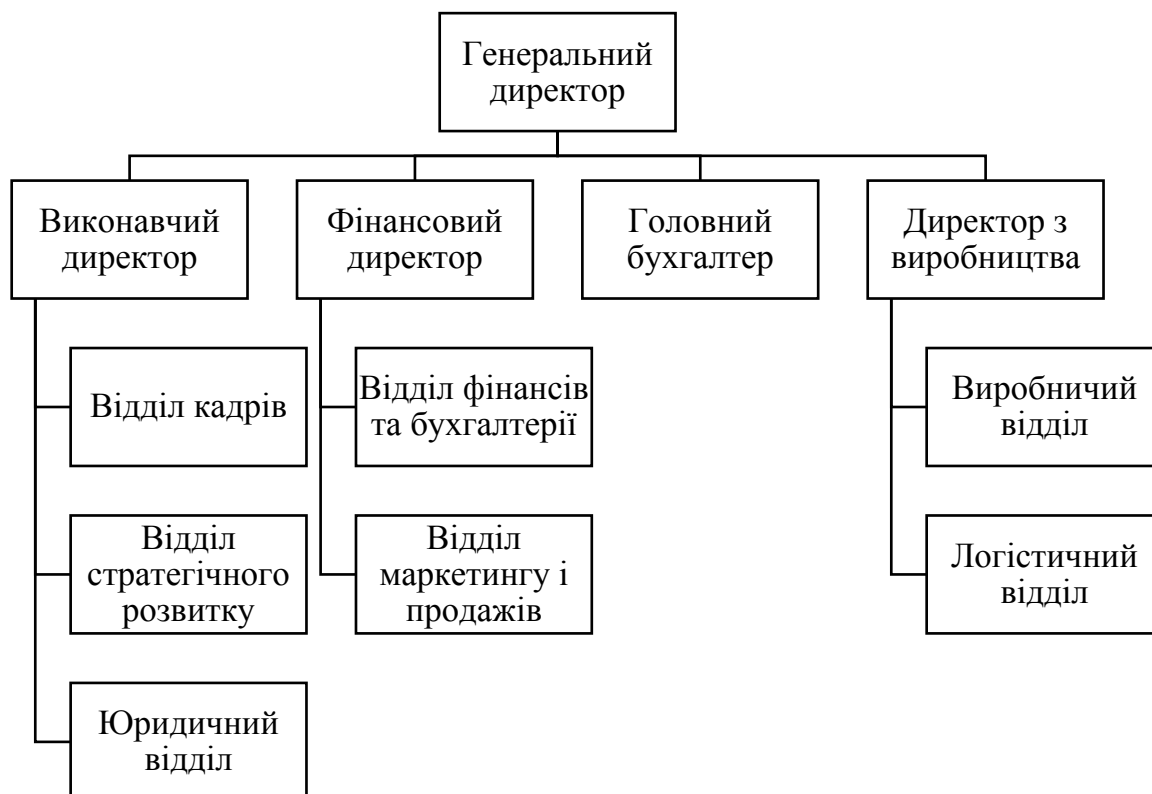 Генеральний
директор
Виконавчий
директор
Фінансовий
директор
Головний
бухгалтер
Директор з
виробництва
Відділ кадрів
Відділ фінансів
та бухгалтерії
Виробничий
відділ
Відділ
стратегічного
розвитку
Відділ
маркетингу і
продажів
Логістичний
відділ
Юридичний
відділ